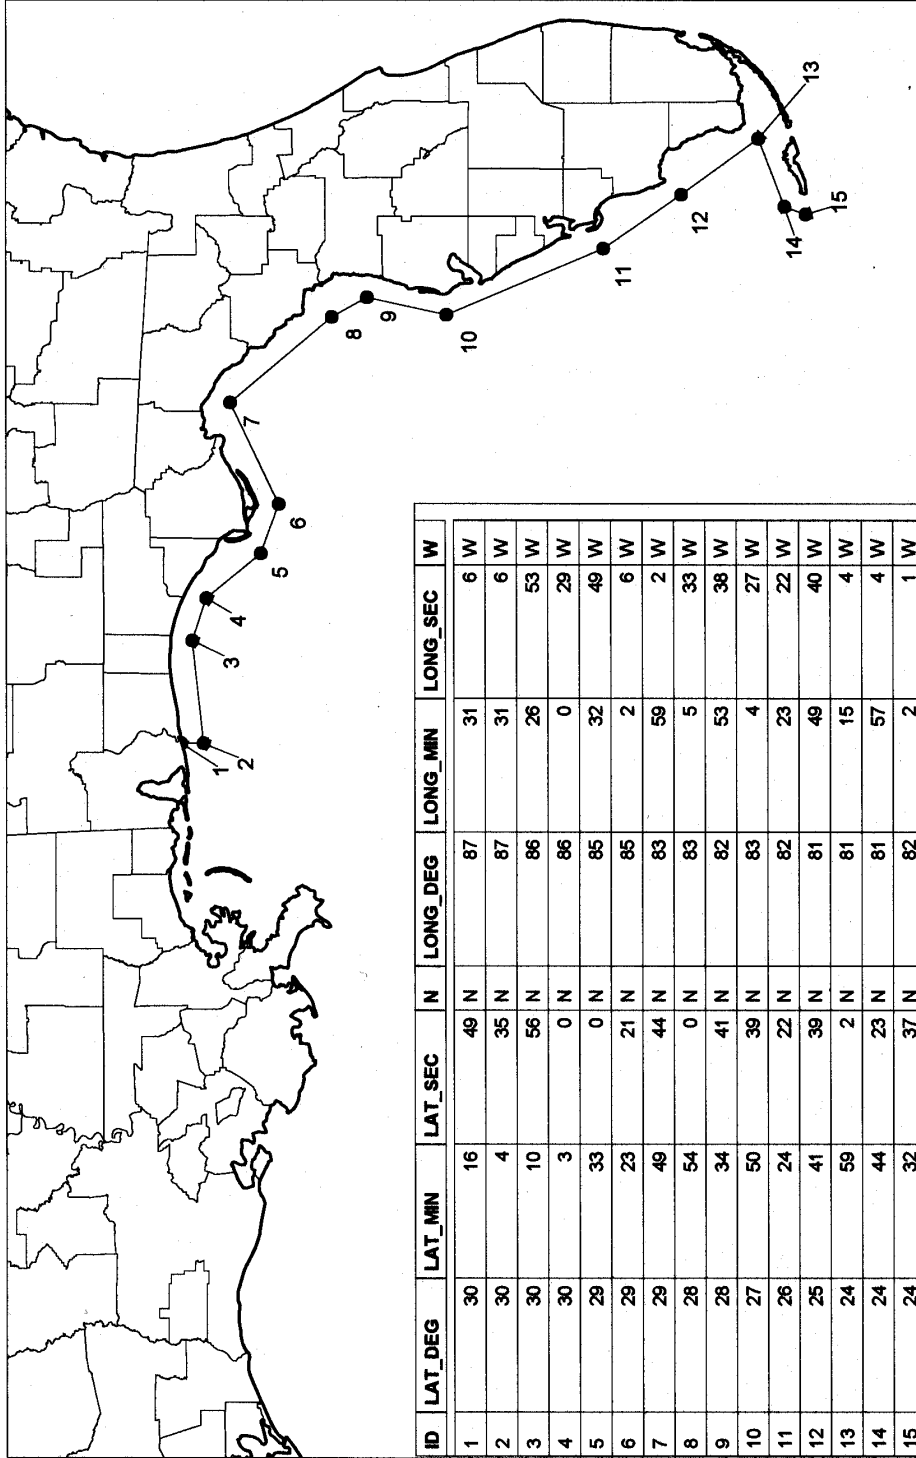 1
2
3
4
5
6
7
8
9
10
11
12
13
14
15
ID LAT_DEG LAT_MIN LAT_SEC N LONG_DEG LONG_MIN LONG_SEC W
1 30 16 49 N 87 31 6 W
2 30 4 35 N 87 31 6 W
3 30 10 56 N 86 26 53 W
4 30 3 0 N 86 0 29 W
5 29 33 0 N 85 32 49 W
6 29 23 21 N 85 2 6 W
7 29 49 44 N 83 59 2 W
8 28 54 0 N 83 5 33 W
9 28 34 41 N 82 53 38 W
10 27 50 39 N 83 4 27 W
11 26 24 22 N 82 23 22 W
12 25 41 39 N 81 49 40 W
13 24 59 2 N 81 15 4 W
14 24 44 23 N 81 57 4 W
15 24 32 37 N 82 2 1 W